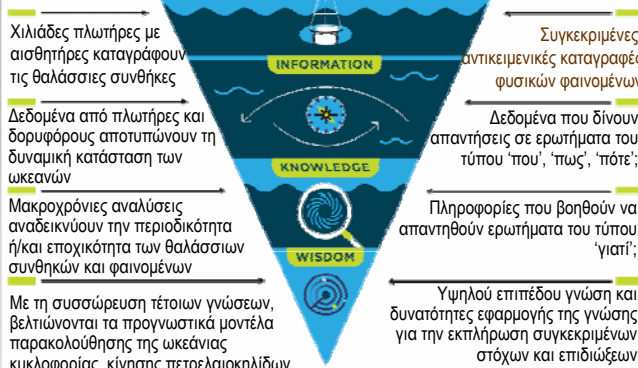 Χιλιάδες πλωτήρες με
αισθητήρες καταγράφουν
τις θαλάσσιες συνθήκες
Συγκεκριμένες
αντικειμενικές καταγραφές
φυσικών φαινομένων
INFORMATION
Δεδομένα από πλωτήρες και
δορυφόρους αποτυπώνουν τη
δυναμική κατάσταση των
ωκεανών
Δεδομένα που δίνουν
απαντήσεις σε ερωτήματα του
τύπου 'που', 'πως', 'πότε';
KNOWLEDGE
Μακροχρόνιες αναλύσεις
αναδεικνύουν την περιοδικότητα
ή/και εποχικότητα των θαλάσσιων
συνθηκών και φαινομένων
Πληροφορίες που βοηθούν να
απαντηθούν ερωτήματα του τύπου
'γιατί';
WISDOM
Με τη συσσώρευση τέτοιων γνώσεων,
βελτιώνονται τα προγνωστικά μοντέλα
παρακολούθησης της ωκεάνιας
κυκλοφορίας, κίνησης πετρελαιοκηλίδων
Υψηλού επιπέδου γνώση και
δυνατότητες εφαρμογής της γνώσης
για την εκπλήρωση συγκεκριμένων
στόχων και επιδιώξεων